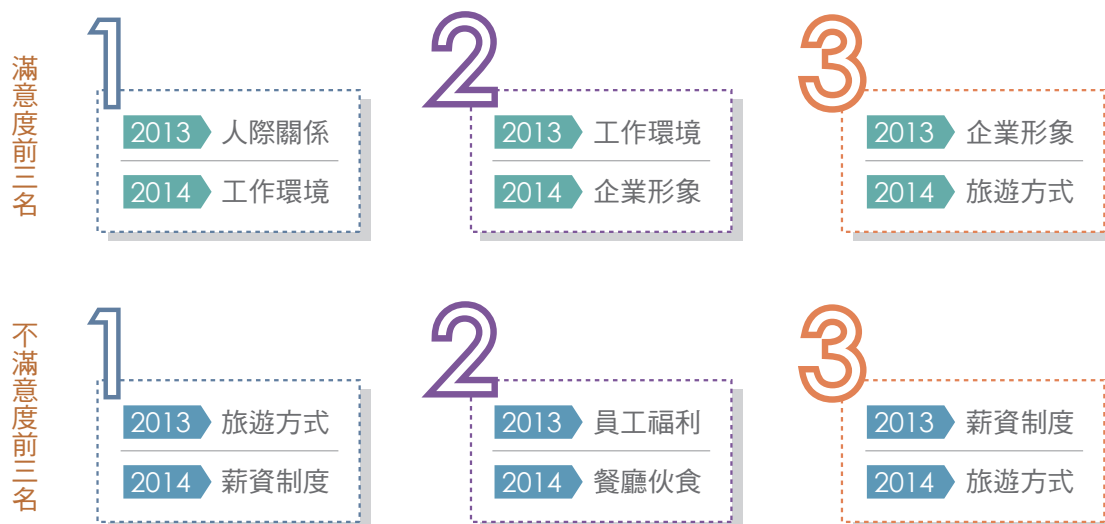 滿意度前三名
1
2013 人際關係
2014 工作環境
2
2013 工作環境
2014 企業形象
3
2013 企業形象
2014 旅遊方式
不滿意度前三名
1
2013 旅遊方式
2014 薪資制度
2
2013 員工福利
2014 餐廳伙食
3
2013 薪資制度
2014 旅遊方式